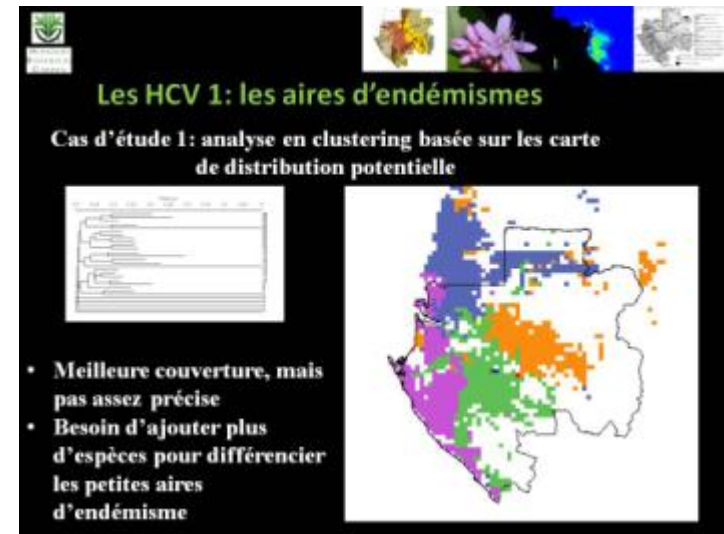 Les HCV 1: les aires d'endémismes
Cas d'étude 1: analyse en clustering basée sur les carte
de distribution potentielle
• Meilleure couverture, mais
pas assez précise
• Besoin d'ajouter plus
d'espèces pour différencier
les petites aires
d'endémisme